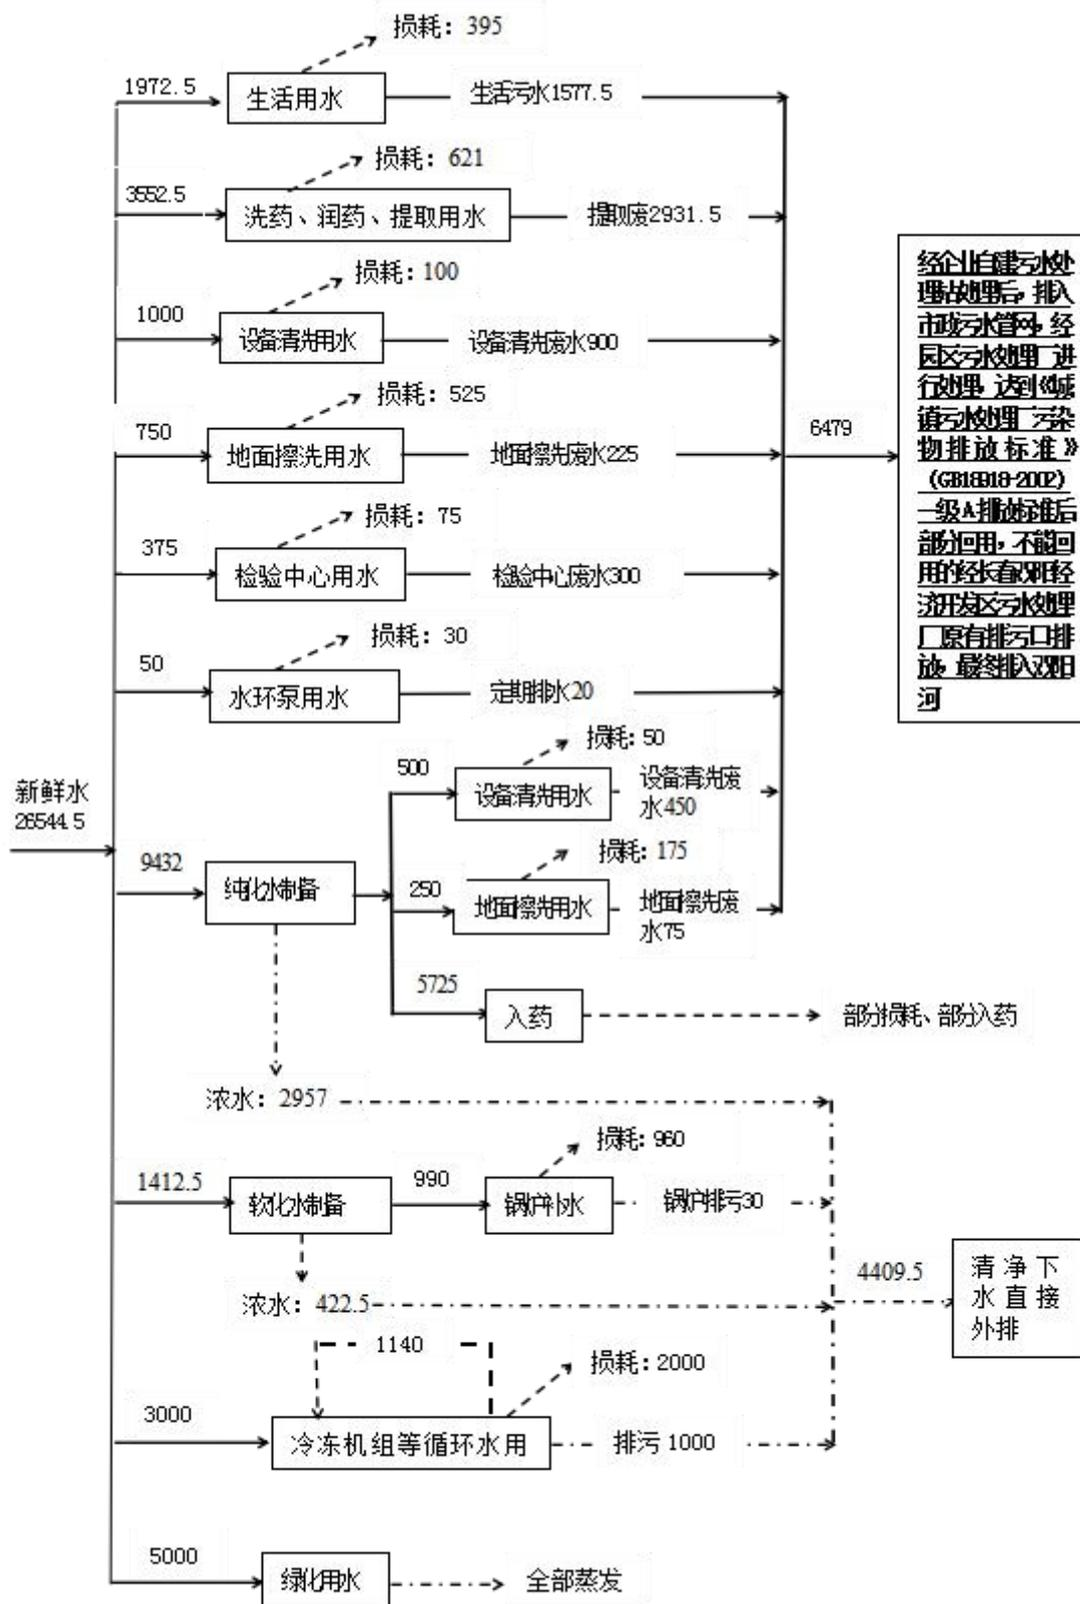 损耗：395
1972.5
生活用水
生活污水1577.5
损耗：621
3552.5
洗药、润药、提取用水
提取废2931.5
损耗：100
1000
设备清先用水
设备清先废水900
损耗：525
750
地面擦洗用水
地面擦先废水225
6479
损耗：75
375
检验中心用水
检验中心废水300
损耗：30
50
水环泵用水
定期排水20
经企业自建污水处
理站处理后，排入
市政污水管网，经
园区污水处理厂进
行处理，达到《城
镇污水处理厂污染
物排放标准》
（GB18918-2002）
一级A排放标准后
部分回用，不能回
用的经长春双阳经
济开发区污水处理
厂原有排污口排
放，最终排入双阳
河
新鲜水
26544.5
损耗：50
500
设备清先用水
设备清先废
水450
9432
纯化水制备
损耗：175
250
地面擦先用水
地面擦先废
水75
5725
入药
部分损耗、部分入药
浓水：2957
损耗：960
1412.5
软化水制备
990
锅炉补水
锅炉排污30
浓水：422.5
4409.5
清净下
水直接
外排
1140
损耗：2000
3000
冷冻机组等循环水用
排污1000
5000
绿化用水
全部蒸发